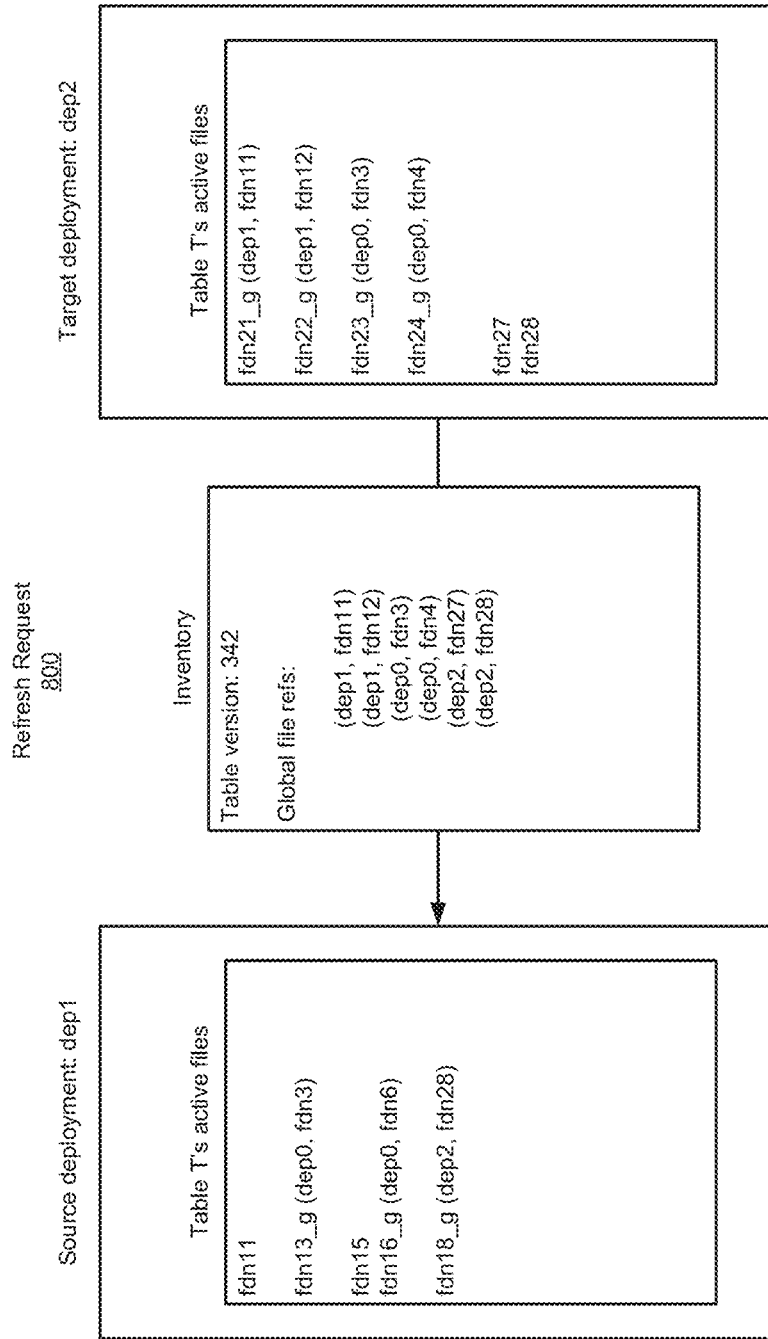 Refresh Request
800
Source deployment: dep1
Table T's active files
fdn11
fdn13_g (dep0, fdn3)
fdn15
fdn16_g (dep0, fdn6)
fdn18_g (dep2, fdn28)
Inventory
Table version: 342
Global file refs:
(dep1, fdn11)
(dep1, fdn12)
(dep0, fdn3)
(dep0, fdn4)
(dep2, fdn27)
(dep2, fdn28)
Target deployment: dep2
Table T's active files
fdn21_g (dep1, fdn11)
fdn22_g (dep1, fdn12)
fdn23_g (dep0, fdn3)
fdn24_g (dep0, fdn4)
fdn27
fdn28